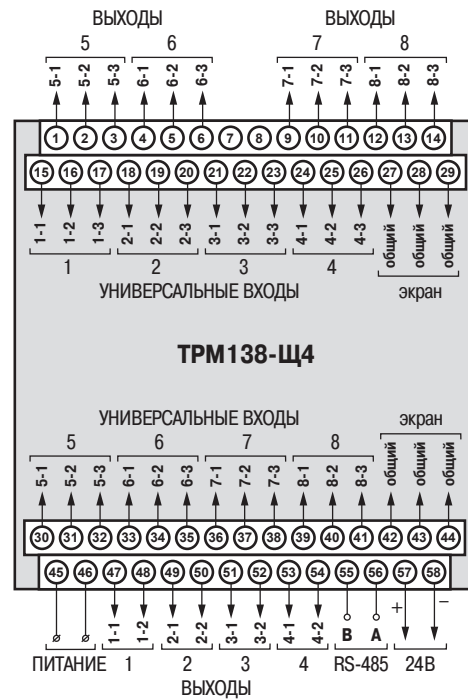 ВЫХОДЫ ВЫХОДЫ
5 6 7 8
5-1 5-2 5-3 6-1 6-2 6-3 7-1 7-2 7-3 8-1 8-2 8-3
1 2 3 4 5 6 7 8 9 10 11 12 13 14
15 16 17 18 19 20 21 22 23 24 25 26 27 28 29
1-1 1-2 1-3 2-1 2-2 2-3 3-1 3-2 3-3 4-1 4-2 4-3 общий общий общий
1 2 3 4 экран
УНИВЕРСАЛЬНЫЕ ВХОДЫ
ТРМ138-Щ4
УНИВЕРСАЛЬНЫЕ ВХОДЫ экран
5 6 7 8
5-1 5-2 5-3 6-1 6-2 6-3 7-1 7-2 7-3 8-1 8-2 8-3 общий общий общий
30 31 32 33 34 35 36 37 38 39 40 41 42 43 44
45 46 47 48 49 50 51 52 53 54 55 56 57 58
1-1 1-2 2-1 2-2 3-1 3-2 4-1 4-2 B A + –
ПИТАНИЕ 1 2 3 4 RS-485 24В
ВЫХОДЫ